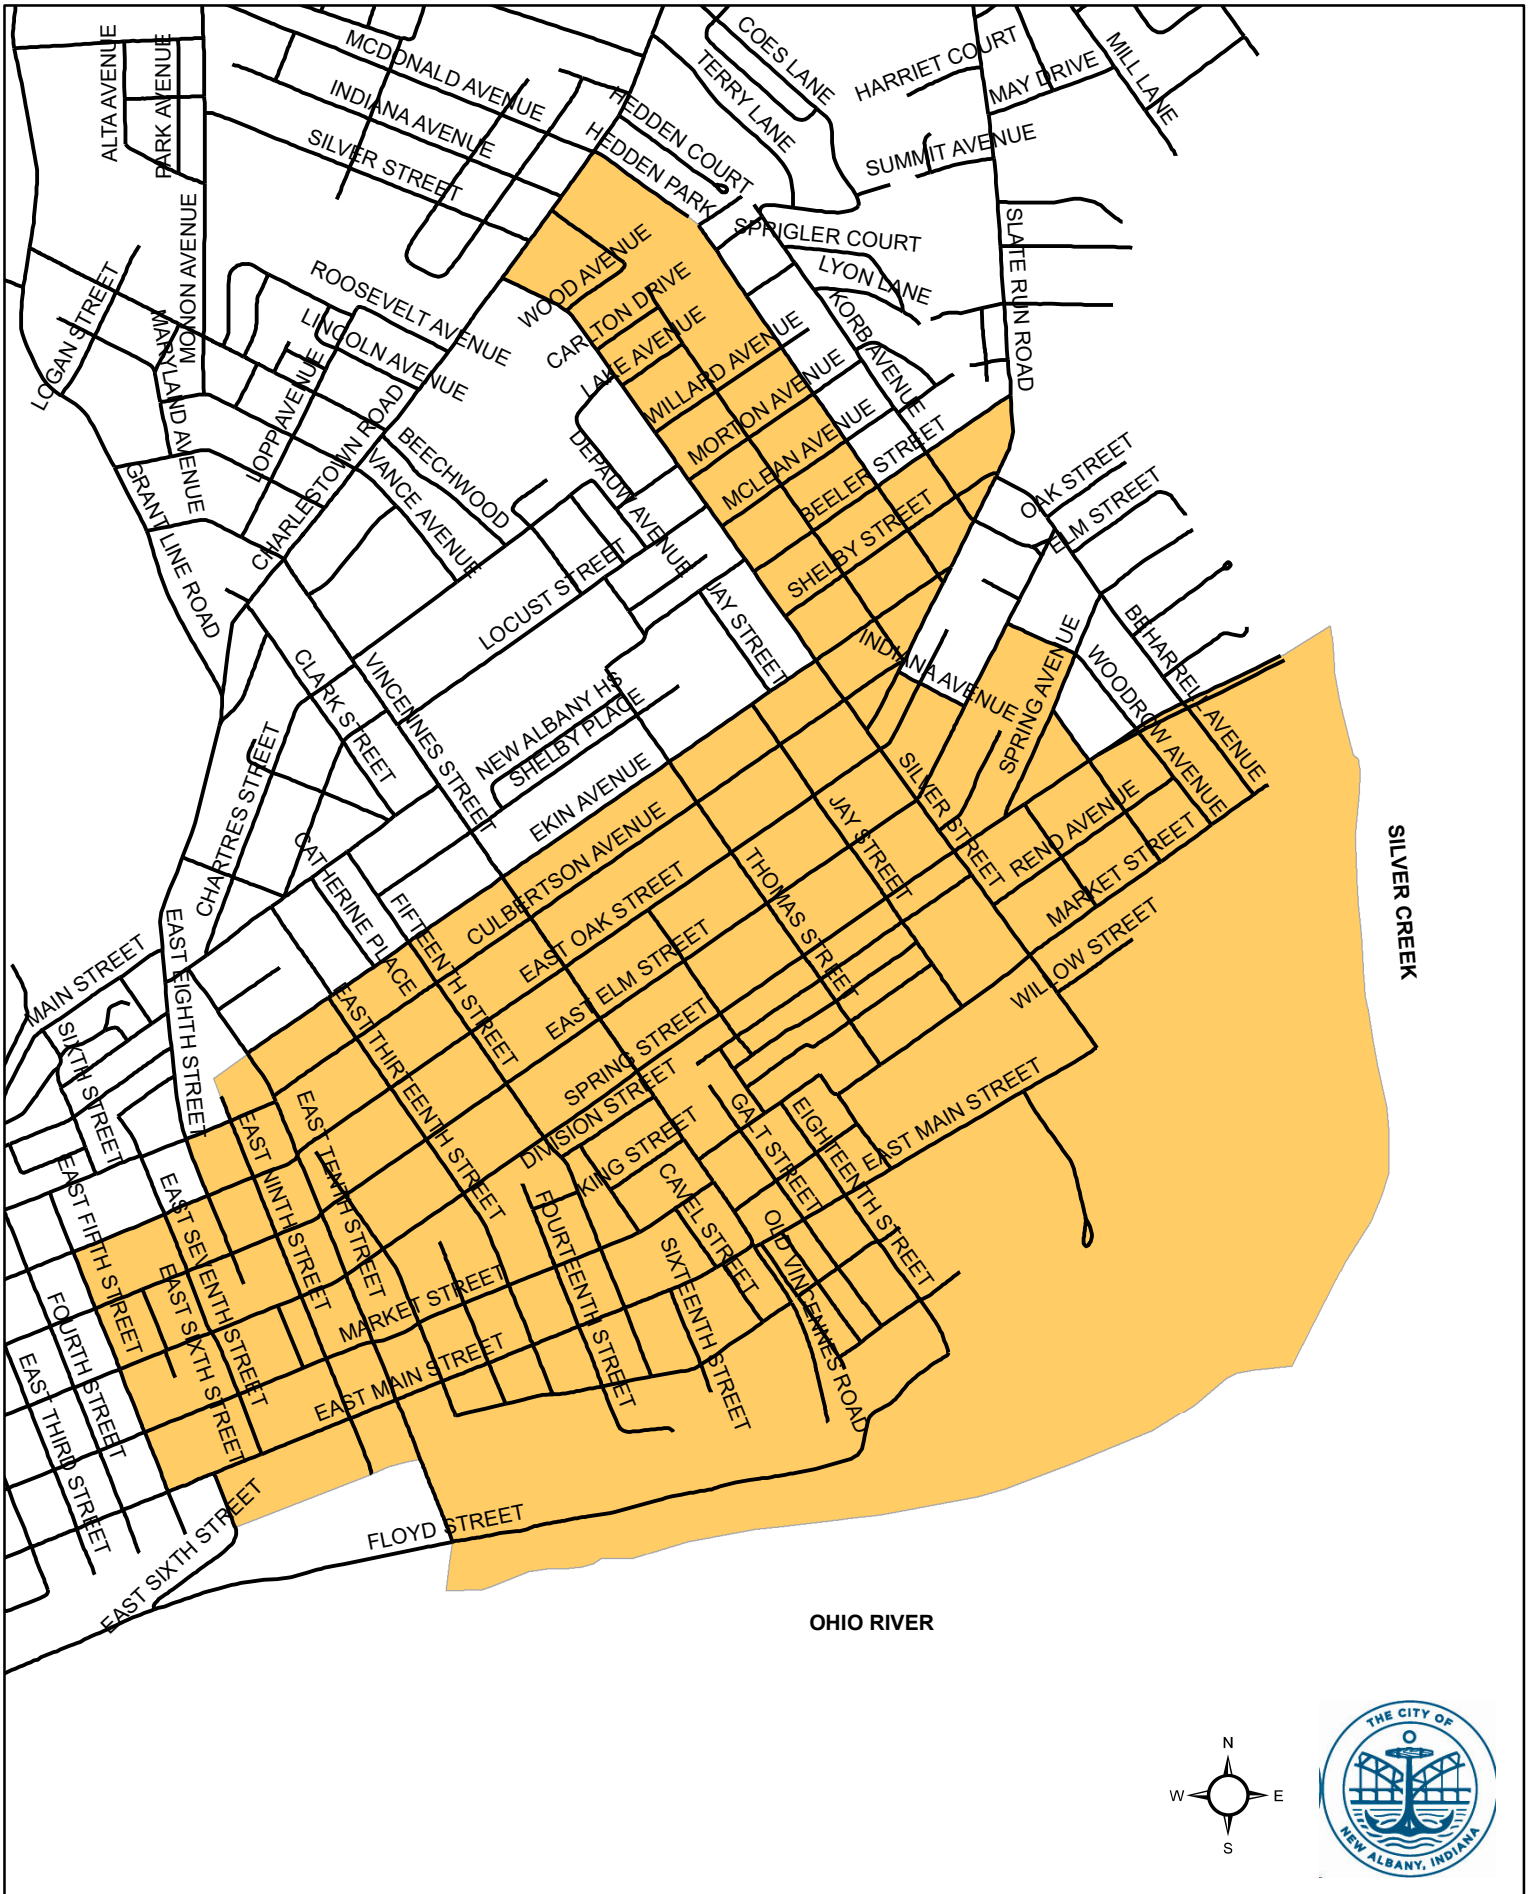 COES LANE
TERRY LANE
HARRIET COURT
MAY DRIVE
MILL LANE
ALTA AVENUE
PARK AVENUE
MCDONALD AVENUE
INDIANA AVENUE
SILVER STREET
HEDDEN COURT
HEDDEN PARK
SUMMIT AVENUE
SPRIGLER COURT
LYON LANE
SLATE RUN ROAD
MONON AVENUE
LOGAN STREET
MARYLAND AVENUE
ROOSEVELT AVENUE
LINCOLN AVENUE
WOOD AVENUE
CARLTON DRIVE
LAKE AVENUE
WILLARD AVENUE
KORB AVENUE
LOPP AVENUE
MORTON AVENUE
MCLEAN AVENUE
BEELER STREET
SHELBY STREET
GRANT LINE ROAD
CHARLESTOWN ROAD
BEECHWOOD
VANCE AVENUE
DEPAUW AVENUE
OAK STREET
ELM STREET
LOCUST STREET
JAY STREET
INDIANA AVENUE
BEHARREL AVENUE
WOODROW AVENUE
SPRING AVENUE
CLARK STREET
VINCENNES STREET
NEW ALBANY HS
SHELBY PLACE
EKIN AVENUE
CHARTRES STREET
CULBERTSON AVENUE
SILVER STREET
JAY STREET
THOMAS STREET
RENO AVENUE
MARKET STREET
WILLOW STREET
SILVER CREEK
CATHERINE PLACE
FIFTEENTH STREET
EAST OAK STREET
EAST ELM STREET
MAIN STREET
EAST EIGHTH STREET
SIXTH STREET
EAST THIRTEENTH STREET
SPRING STREET
DIVISION STREET
KING STREET
GALT STREET
EIGHTEENTH STREET
EAST MAIN STREET
EAST NINTH STREET
EAST TENTH STREET
EAST FIFTH STREET
EAST SEVENTH STREET
FOURTEENTH STREET
CAVEL STREET
OLD VINCENNES ROAD
SIXTEENTH STREET
FOURTH STREET
EAST SIXTH STREET
MARKET STREET
EAST MAIN STREET
EAST THIRD STREET
FLOYD STREET
EAST SIXTH STREET
OHIO RIVER
N
W E
S
THE CITY OF
NEW ALBANY, INDIANA